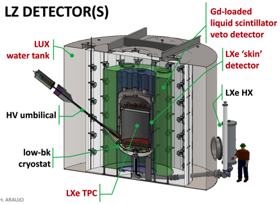 LZ DETECTOR(S)
Gd-loaded
liquid scintillator
veto detector
LUX
water tank
LXe 'skin'
detector
HV umbilical
LXe HX
low-bk
cryostat
LXe TPC
H. ARAÚJO